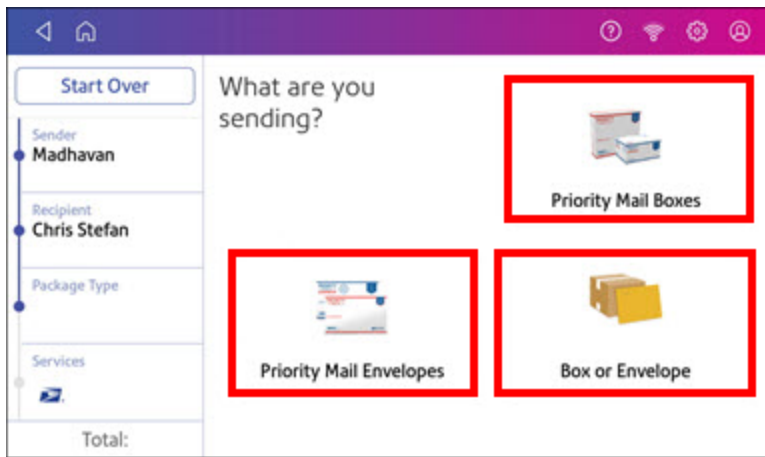 Start Over
Sender
Madhavan
Recipient
Chris Stefan
Package Type
Services
Total:
What are you
sending?
Priority Mail Boxes
Priority Mail Envelopes
Box or Envelope